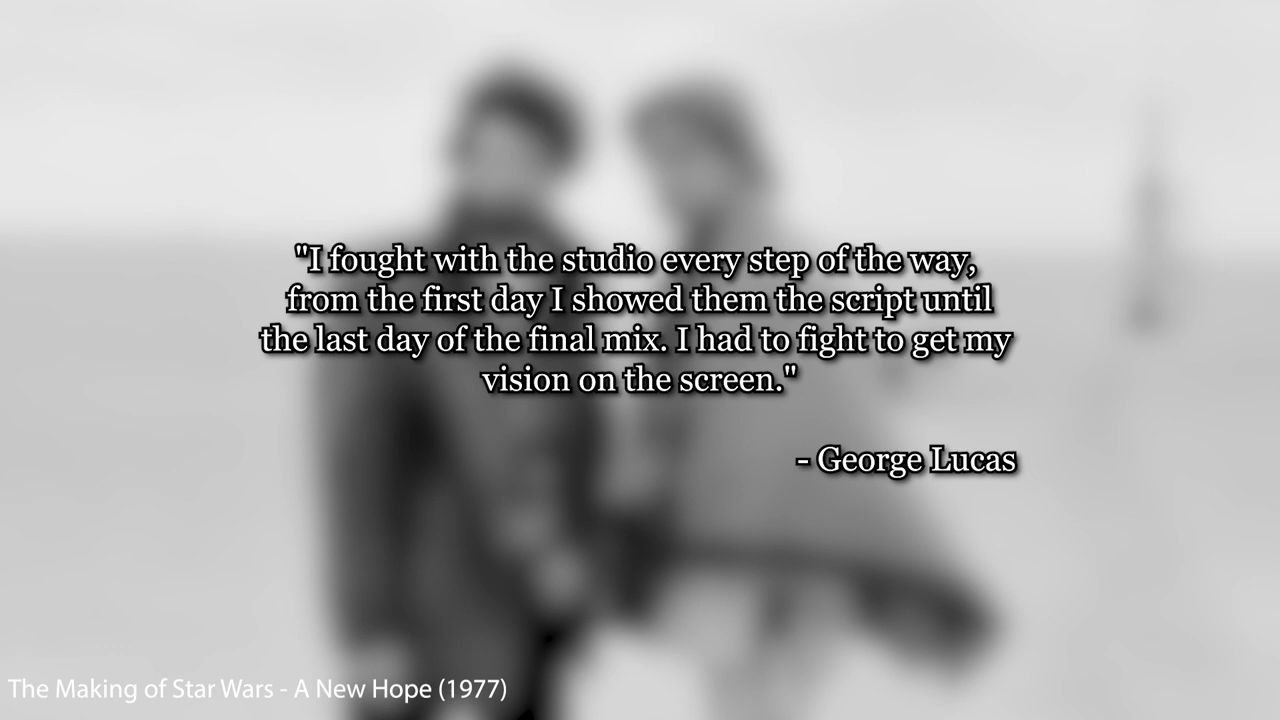 "I fought with the studio every step of the way,
from the first day I showed them the script until
the last day of the final mix. I had to fight to get my
vision on the screen."
- George Lucas
The Making of Star Wars - A New Hope (1977)